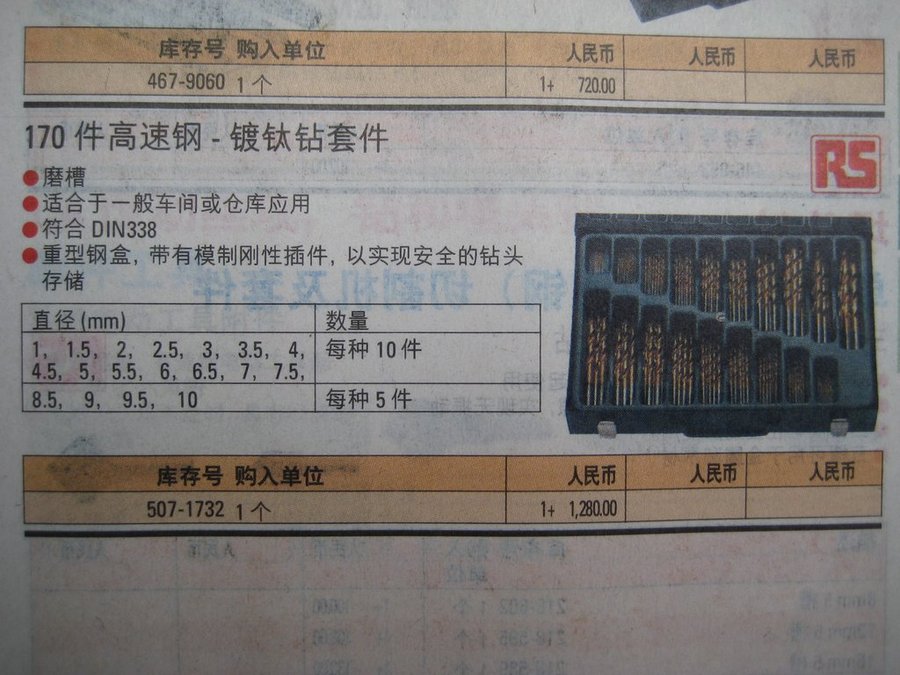 库存号 购入单位 人民币 人民币 人民币
467-9060 1个 1+ 720.00
170 件高速钢 - 镀钛钻套件
RS
● 磨槽
● 适合于一般车间或仓库应用
● 符合 DIN338
● 重型钢盒，带有模制刚性插件，以实现安全的钻头
存储
直径 (mm) 数量
1, 1.5, 2, 2.5, 3, 3.5, 4, 每种 10 件
4.5, 5, 5.5, 6, 6.5, 7, 7.5,
8.5, 9, 9.5, 10 每种 5 件
库存号 购入单位 人民币 人民币 人民币
507-1732 1个 1+ 1,280.00